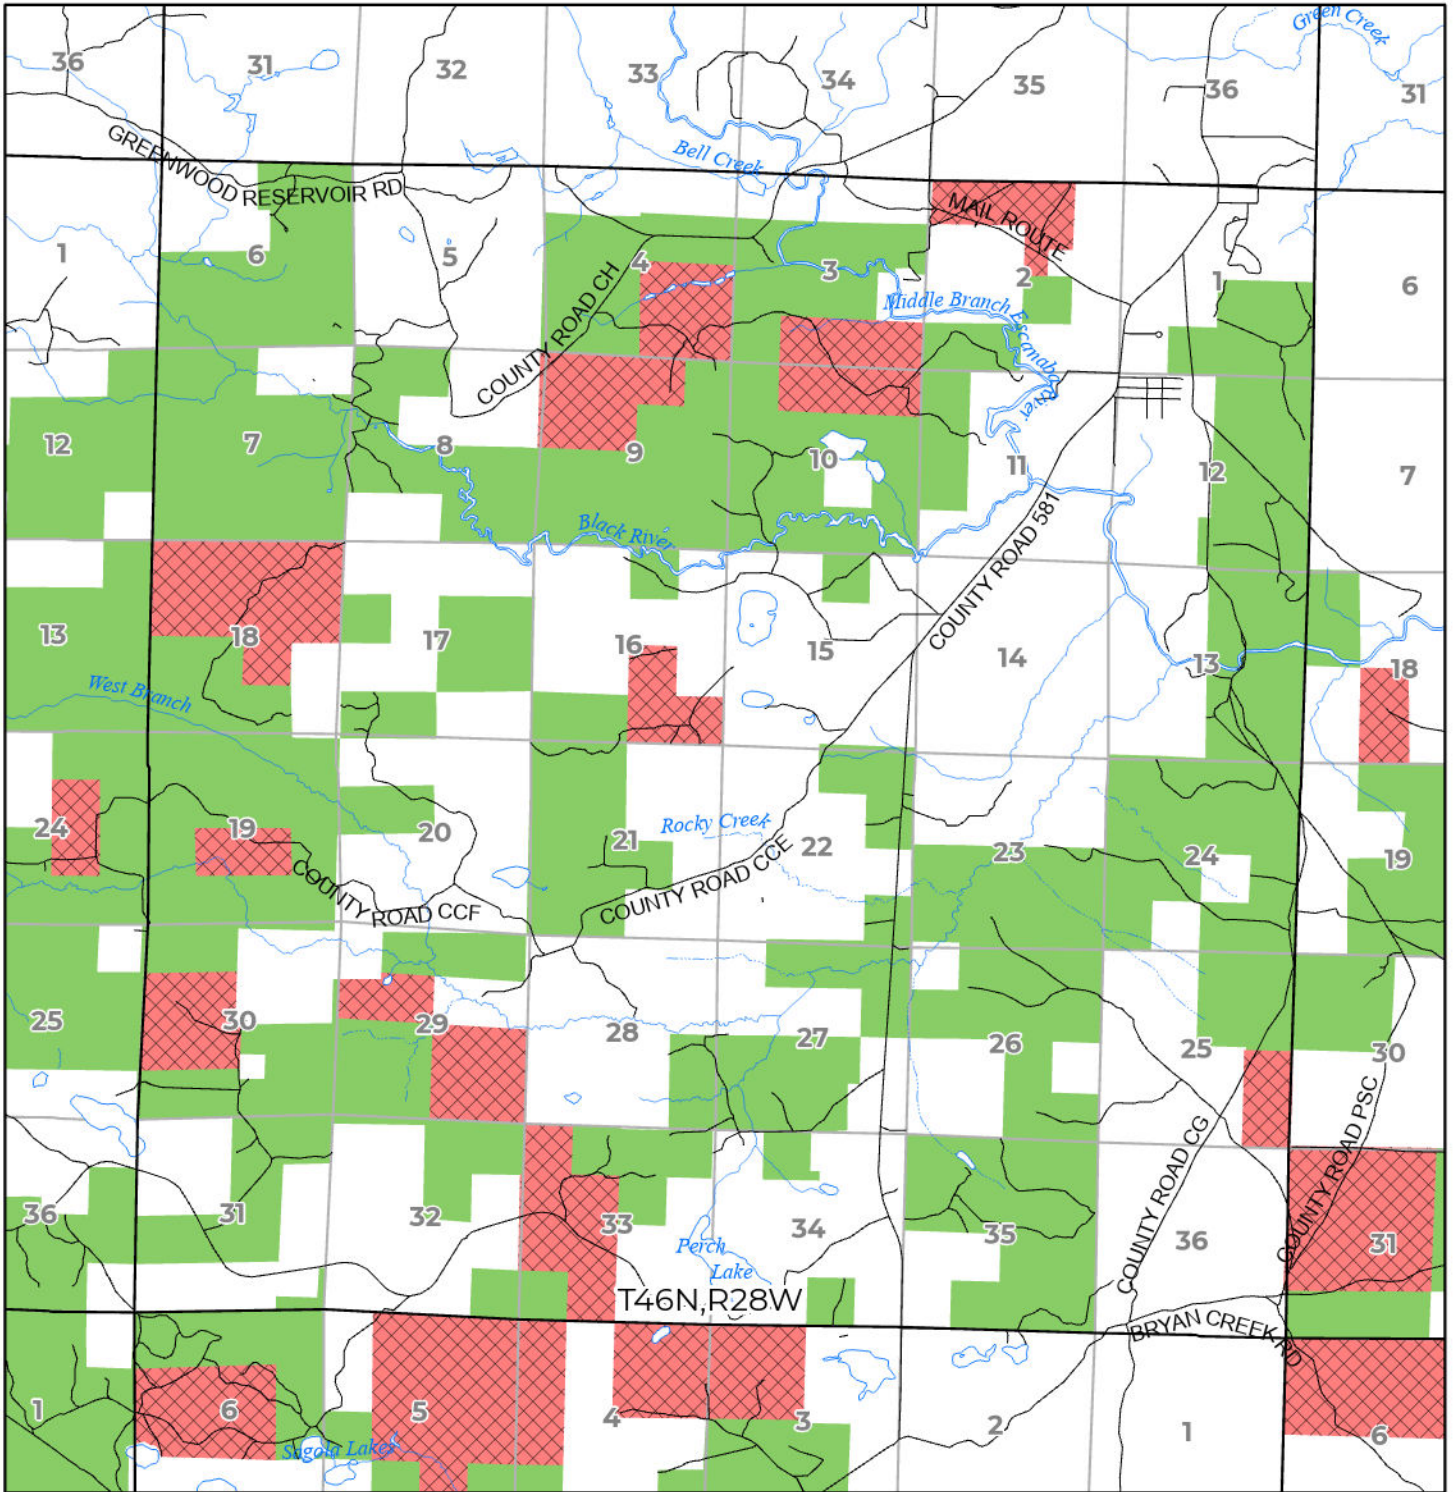 Green Creek
36 31 32 33 34 35 36 31
GREENWOOD RESERVOIR RD
Bell Creek
MAIL ROUTE
1 6 5 4 3 2 1 6
COUNTY ROAD CH
Middle Branch Escanaba River
12 7 8 9 10 11 12 7
Black River
COUNTY ROAD 581
13 18 17 16 15 14 13 18
West Branch
24 19 20 21 22 23 24 19
Rocky Creek
COUNTY ROAD CCE
COUNTY ROAD CCF
25 30 29 28 27 26 25 30
COUNTY ROAD CG
COUNTY ROAD PSC
36 31 32 33 34 35 36 31
Perch
Lake
T46N,R28W
BRYAN CREEK RD
1 6 5 4 3 2 1 6
Sagola Lakes